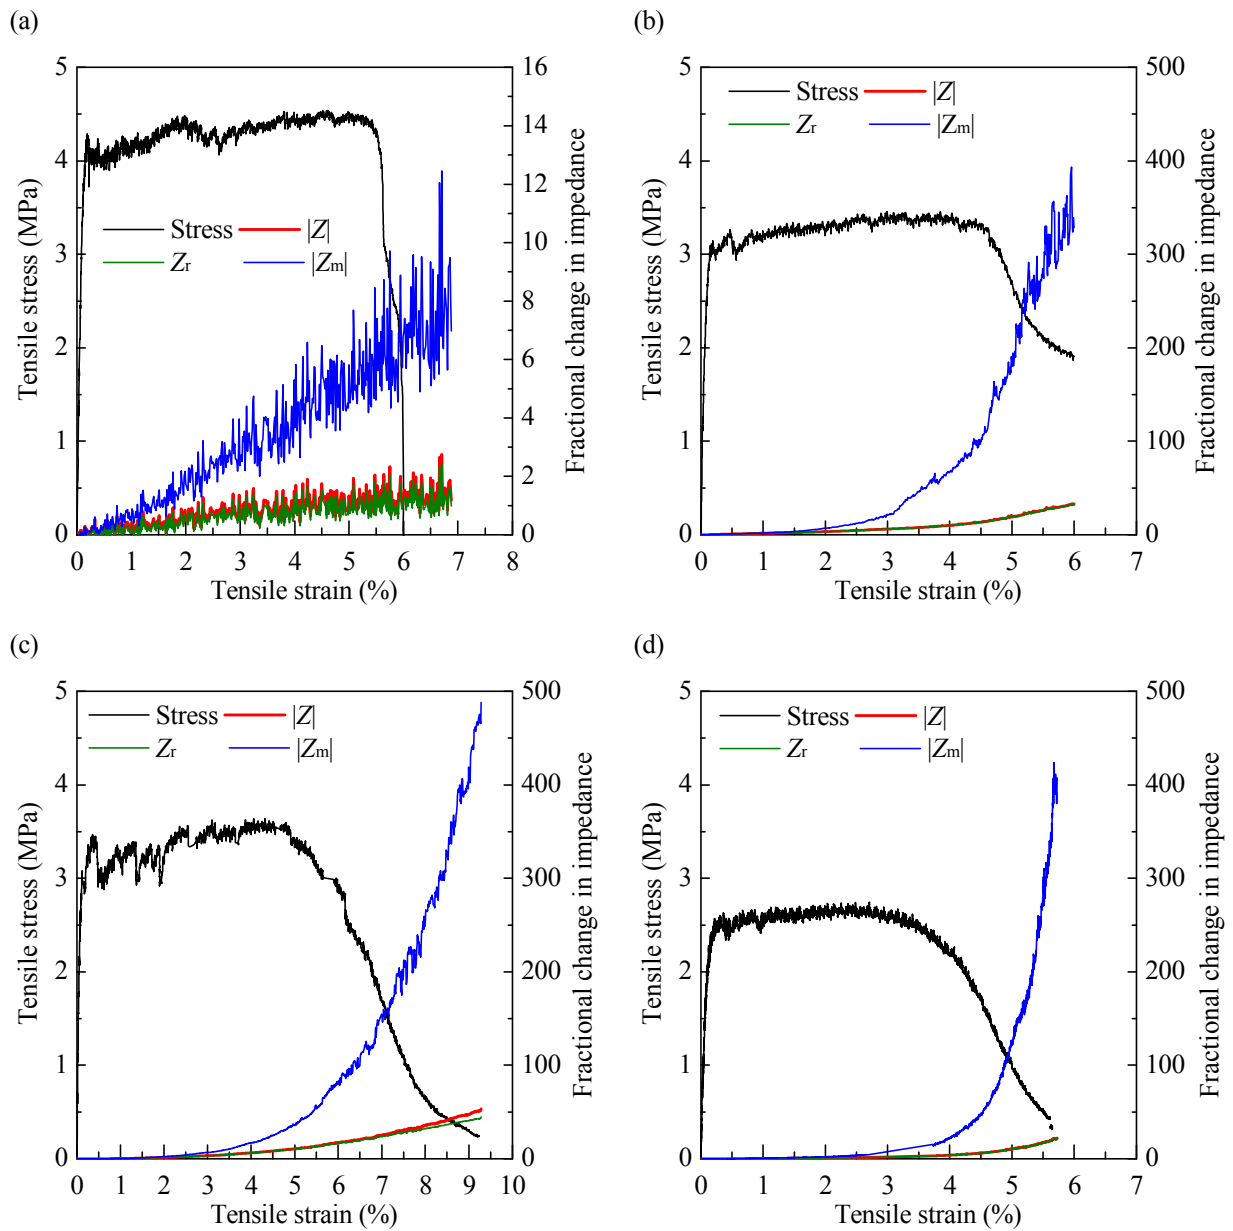 (a)
5
4
3
2
1
0
Tensile stress (MPa)
16
14
12
10
8
6
4
2
0
Fractional change in impedance
Stress |Z|
Zr |Zm|
0 1 2 3 4 5 6 7 8
Tensile strain (%)
(b)
5
4
3
2
1
0
Tensile stress (MPa)
500
400
300
200
100
0
Fractional change in impedance
Stress |Z|
Zr |Zm|
0 1 2 3 4 5 6 7
Tensile strain (%)
(c)
5
4
3
2
1
0
Tensile stress (MPa)
500
400
300
200
100
0
Fractional change in impedance
Stress |Z|
Zr |Zm|
0 1 2 3 4 5 6 7 8 9 10
Tensile strain (%)
(d)
5
4
3
2
1
0
Tensile stress (MPa)
500
400
300
200
100
0
Fractional change in impedance
Stress |Z|
Zr |Zm|
0 1 2 3 4 5 6 7
Tensile strain (%)